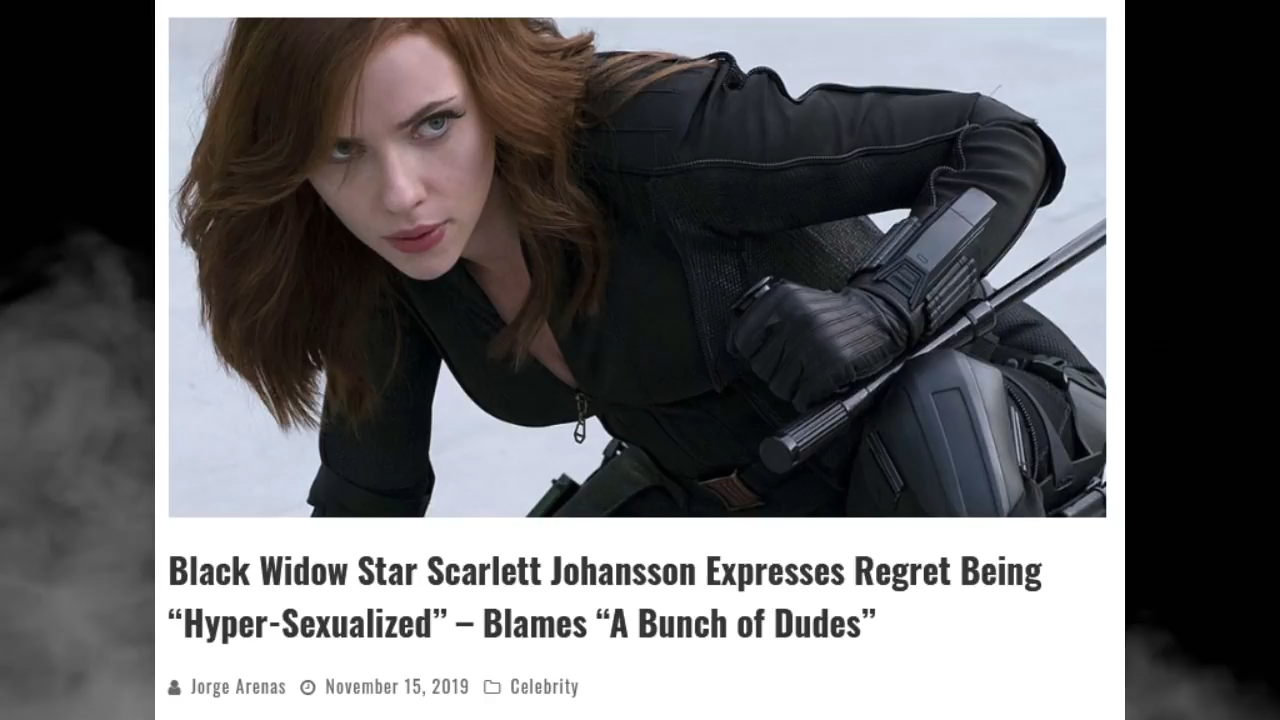 Black Widow Star Scarlett Johansson Expresses Regret Being
“Hyper-Sexualized” – Blames “A Bunch of Dudes”
Jorge Arenas November 15, 2019 Celebrity